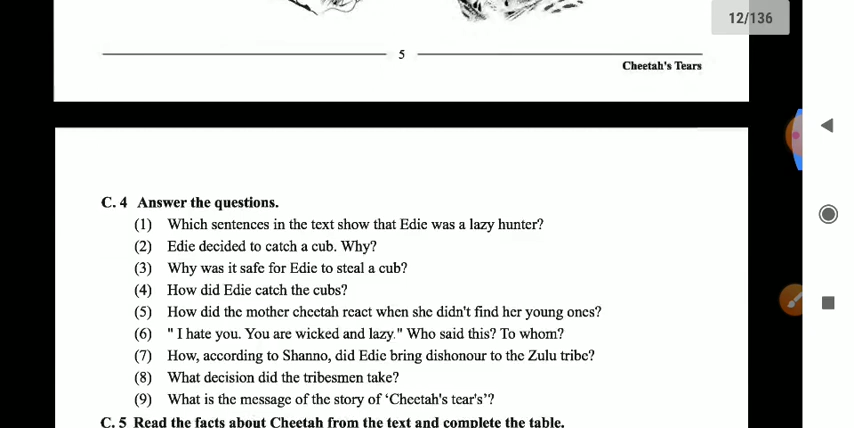 12/136
5
Cheetah's Tears
C. 4 Answer the questions.
(1) Which sentences in the text show that Edie was a lazy hunter?
(2) Edie decided to catch a cub. Why?
(3) Why was it safe for Edie to steal a cub?
(4) How did Edie catch the cubs?
(5) How did the mother cheetah react when she didn't find her young ones?
(6) " I hate you. You are wicked and lazy." Who said this? To whom?
(7) How, according to Shanno, did Edie bring dishonour to the Zulu tribe?
(8) What decision did the tribesmen take?
(9) What is the message of the story of ‘Cheetah's tear's’?
C. 5 Read the facts about Cheetah from the text and complete the table.